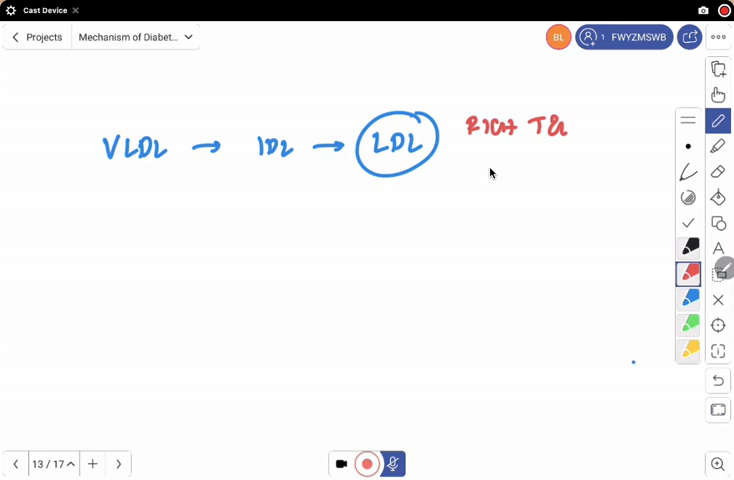 Cast Device
Projects
Mechanism of Diabet...
BL
1 FWYZMSWB
VLDL → IDL → LDL
RICH TG
A
13 / 17